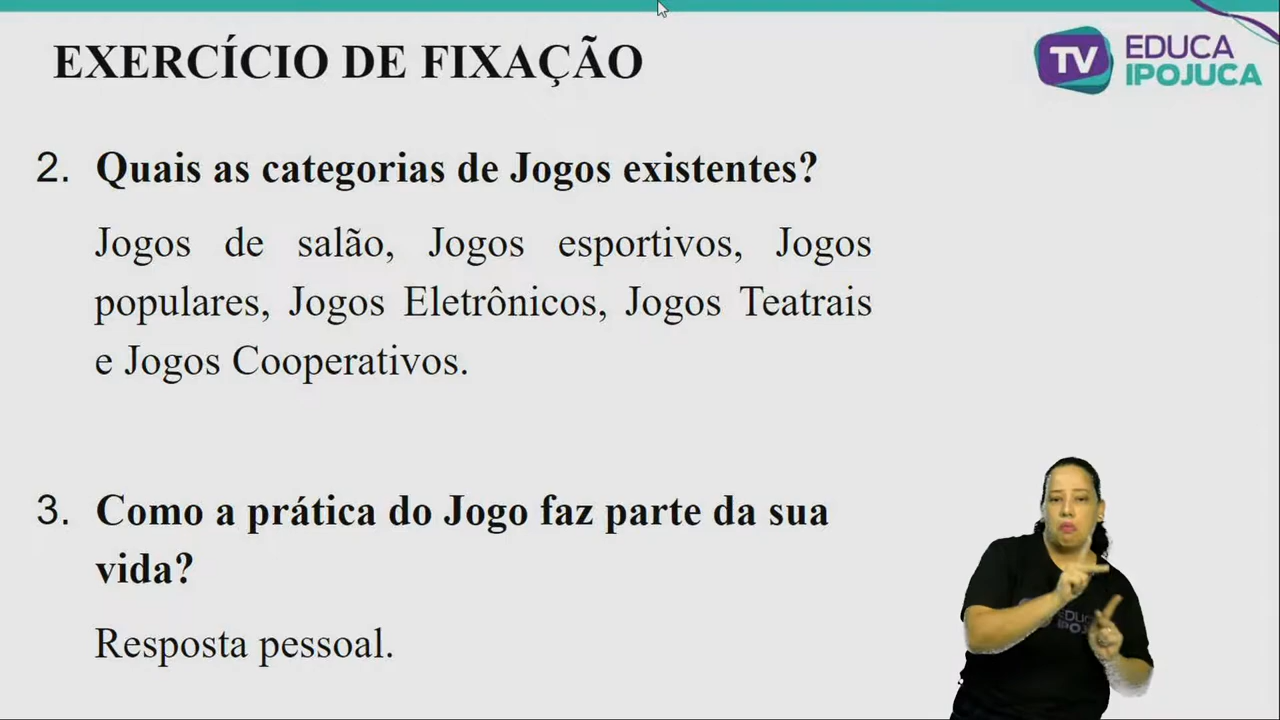 EXERCÍCIO DE FIXAÇÃO
TV EDUCA
IPOJUCA
2. Quais as categorias de Jogos existentes?
Jogos de salão, Jogos esportivos, Jogos
populares, Jogos Eletrônicos, Jogos Teatrais
e Jogos Cooperativos.
3. Como a prática do Jogo faz parte da sua
vida?
Resposta pessoal.